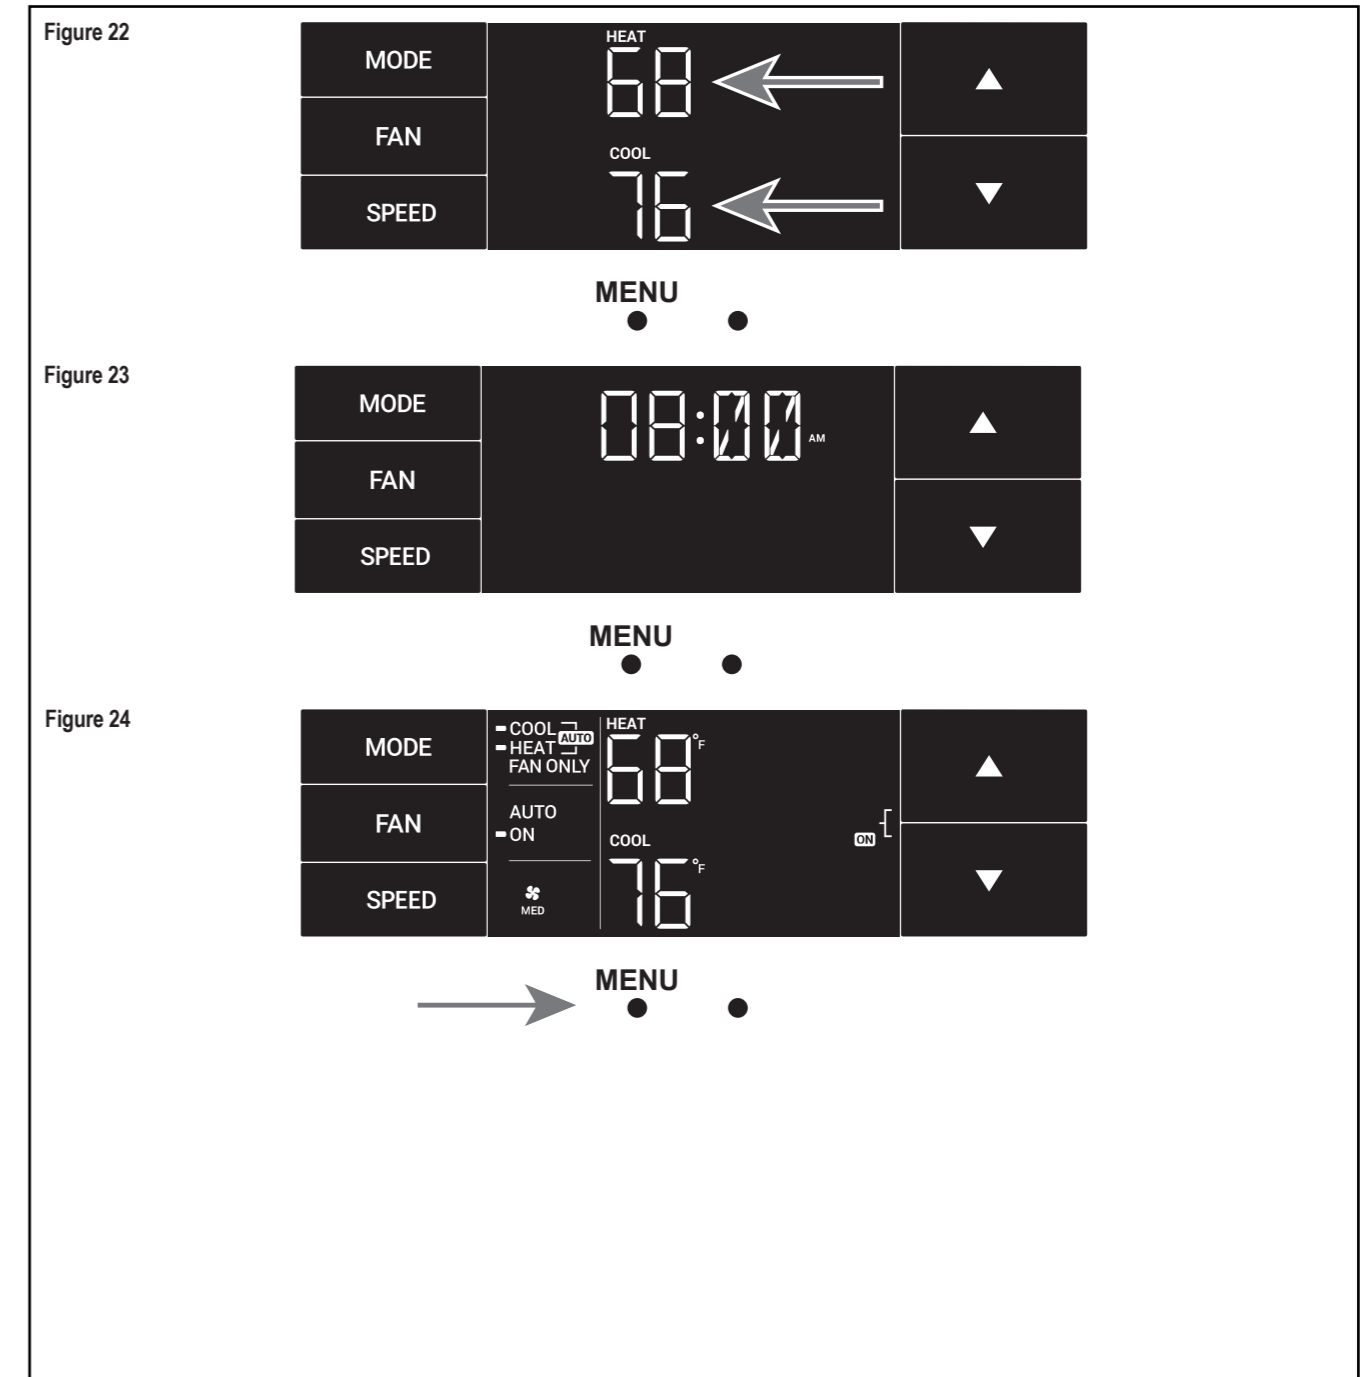 Figure 22
MODE
FAN
SPEED
HEAT
68
COOL
76
▲
▼
MENU
Figure 23
MODE
FAN
SPEED
08:00 AM
▲
▼
MENU
Figure 24
MODE
FAN
SPEED
COOL
HEAT
AUTO
FAN ONLY
AUTO
ON
MED
HEAT
68°F
COOL
76°F
ON
▲
▼
MENU